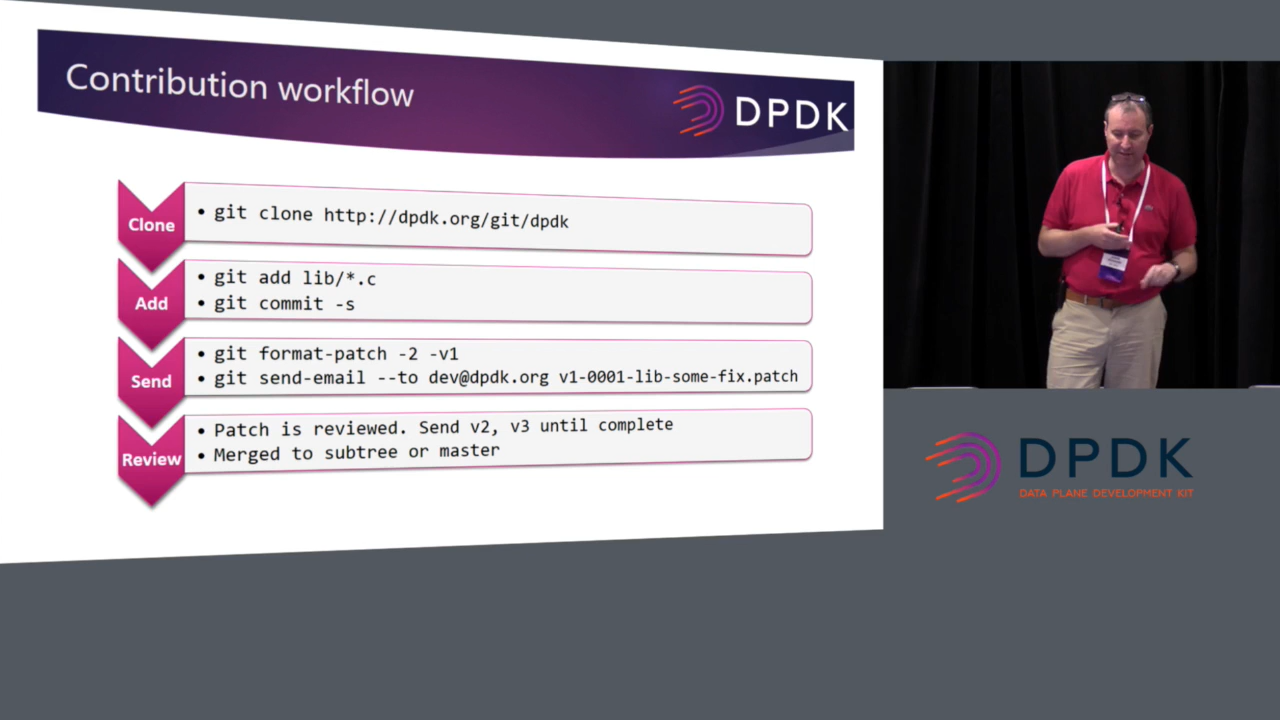 Contribution workflow
DPDK
Clone
• git clone http://dpdk.org/git/dpdk
Add
• git add lib/*.c
• git commit -s
Send
• git format-patch -2 -v1
• git send-email --to dev@dpdk.org v1-0001-lib-some-fix.patch
Review
• Patch is reviewed. Send v2, v3 until complete
• Merged to subtree or master
DPDK
DATA PLANE DEVELOPMENT KIT